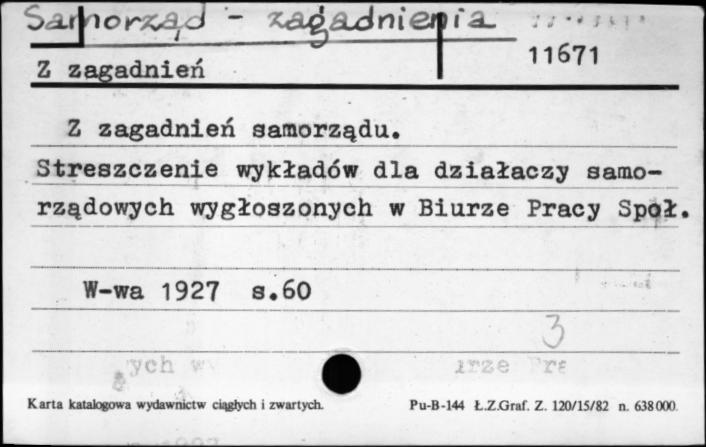 Samorząd - zagadnienia
11671
Z zagadnień
Z zagadnień samorządu.
Streszczenie wykładów dla działaczy samo-
rządowych wygłoszonych w Biurze Pracy Społ.
W-wa 1927 s.60
3
Karta katalogowa wydawnictw ciągłych i zwartych. Pu-B-144 Ł.Z.Graf. Z. 120/15/82 n. 638000.